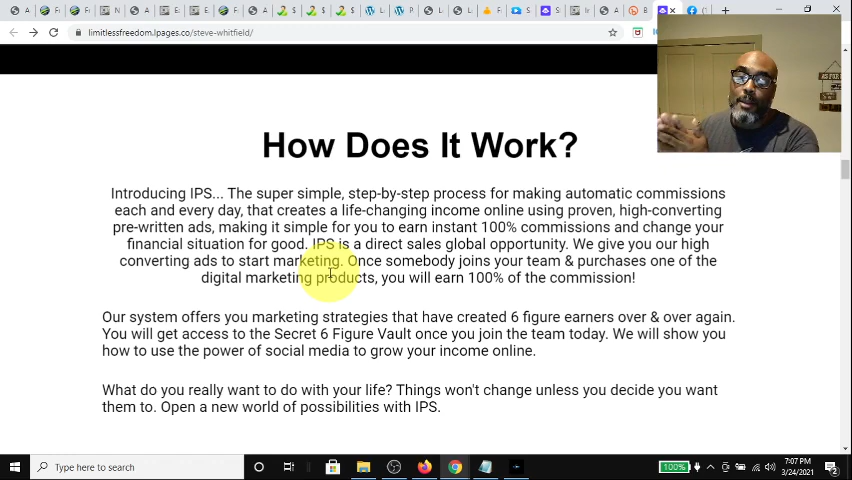 limitlessfreedom.lpages.co/steve-whitfield/
How Does It Work?
Introducing IPS... The super simple, step-by-step process for making automatic commissions
each and every day, that creates a life-changing income online using proven, high-converting
pre-written ads, making it simple for you to earn instant 100% commissions and change your
financial situation for good. IPS is a direct sales global opportunity. We give you our high
converting ads to start marketing. Once somebody joins your team & purchases one of the
digital marketing products, you will earn 100% of the commission!
Our system offers you marketing strategies that have created 6 figure earners over & over again.
You will get access to the Secret 6 Figure Vault once you join the team today. We will show you
how to use the power of social media to grow your income online.
What do you really want to do with your life? Things won't change unless you decide you want
them to. Open a new world of possibilities with IPS.
Type here to search
100%
7:07 PM
3/24/2021
2